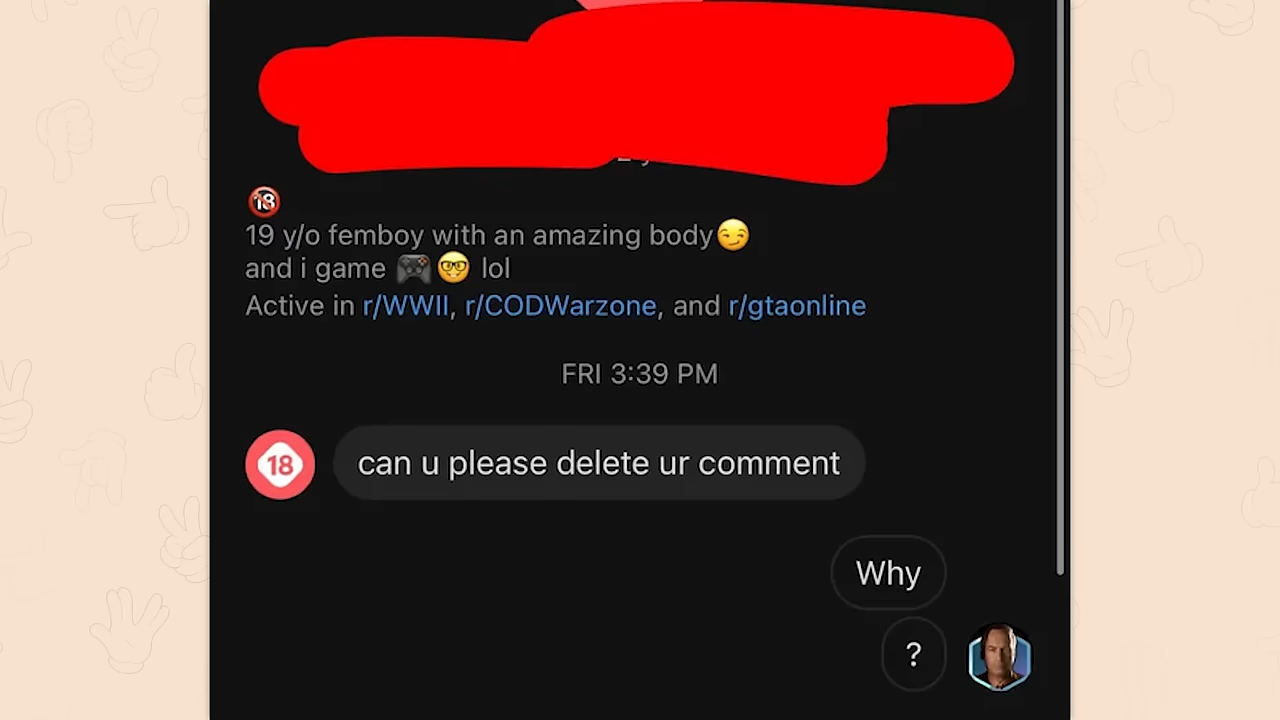 🔞
19 y/o femboy with an amazing body😏
and i game 🎮🤓 lol
Active in r/WWII, r/CODWarzone, and r/gtaonline
FRI 3:39 PM
18
can u please delete ur comment
Why
?